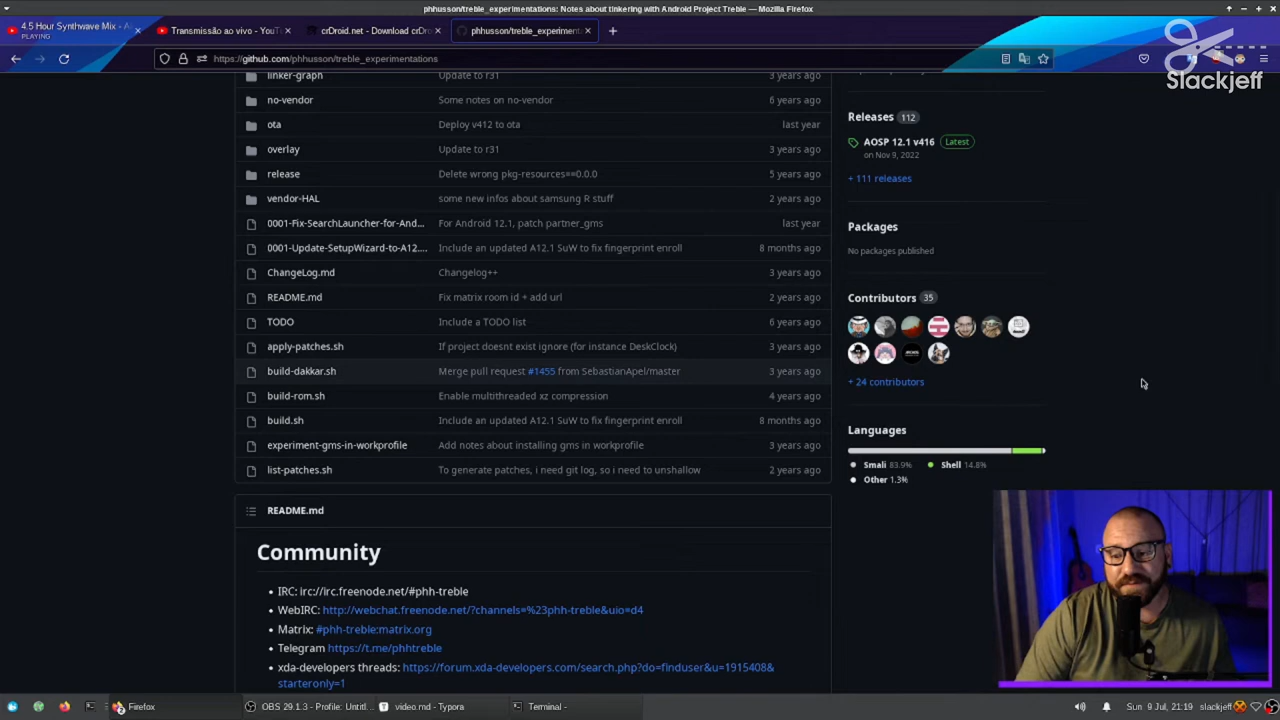 phhusson/treble_experimentations: Notes about tinkering with Android Project Treble — Mozilla Firefox
4.5 Hour Synthwave Mix -
PLAYING
Transmissão ao vivo - YouT
crDroid.net - Download crDro
phhusson/treble_experiment
https://github.com/phhusson/treble_experimentations
Slackjeff
linker-graph Update to r31 3 years ago
no-vendor Some notes on no-vendor 6 years ago
ota Deploy v412 to ota last year
overlay Update to r31 3 years ago
release Delete wrong pkg-resources==0.0.0 5 years ago
vendor-HAL some new infos about samsung R stuff 2 years ago
0001-Fix-SearchLauncher-for-And... For Android 12.1, patch partner_gms last year
0001-Update-SetupWizard-to-A12.... Include an updated A12.1 SuW to fix fingerprint enroll 8 months ago
ChangeLog.md Changelog++ 3 years ago
README.md Fix matrix room id + add url 2 years ago
TODO Include a TODO list 6 years ago
apply-patches.sh If project doesnt exist ignore (for instance DeskClock) 3 years ago
build-dakkar.sh Merge pull request #1455 from SebastianApel/master 3 years ago
build-rom.sh Enable multithreaded xz compression 3 years ago
build.sh Include an updated A12.1 SuW to fix fingerprint enroll 8 months ago
experiment-gms-in-workprofile Add notes about installing gms in workprofile 3 years ago
list-patches.sh To generate patches, i need git log, so i need to unshallow 2 years ago
README.md
Community
• IRC: irc://irc.freenode.net/#phh-treble
• WebIRC: http://webchat.freenode.net/?channels=%23phh-treble&uio=d4
• Matrix: #phh-treble:matrix.org
• Telegram https://t.me/phhtreble
• xda-developers threads: https://forum.xda-developers.com/search.php?do=finduser&u=1915408&
starteronly=1
Releases 112
AOSP 12.1 v416 Latest
on Nov 9, 2022
+ 111 releases
Packages
No packages published
Contributors 35
+ 24 contributors
Languages
Smali 83.9% Shell 14.8%
Other 1.3%
Firefox
OBS 29.1.3 - Profile: Untitl...
video.md - Typora
Terminal -
Sun 9 Jul, 21:19 slackjeff